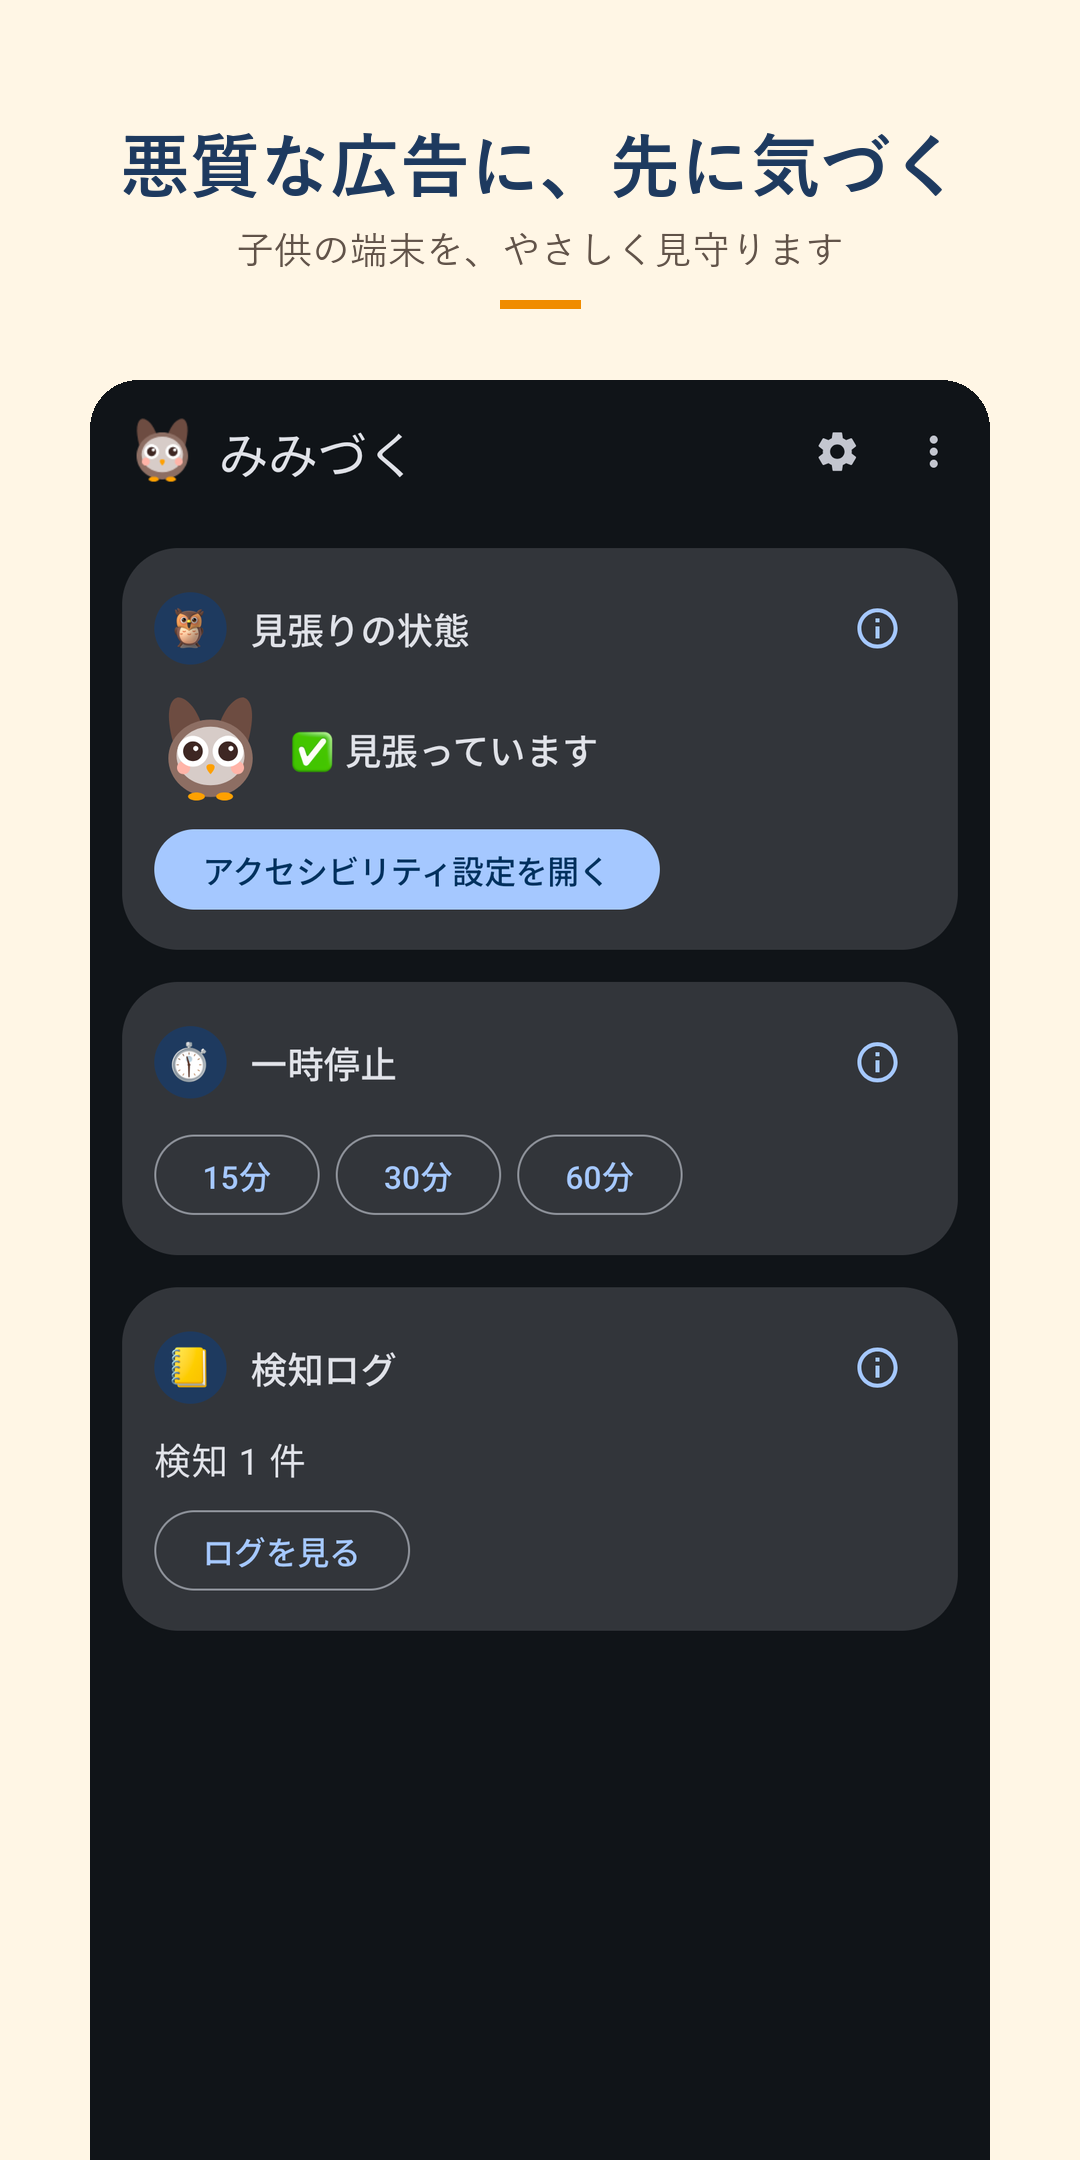 悪質な広告に、先に気づく
子供の端末を、やさしく見守ります
みみづく
見張りの状態
✅ 見張っています
アクセシビリティ設定を開く
一時停止
15分 30分 60分
検知ログ
検知 1 件
ログを見る